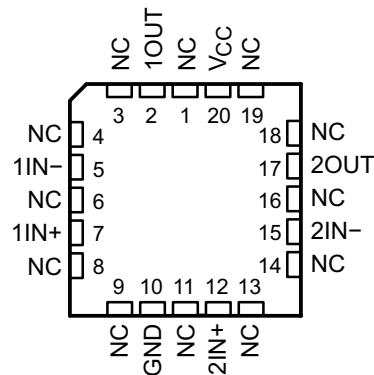 NC
1OUT
NC
VCC
NC
3 2 1 20 19
NC 4 18 NC
1IN− 5 17 2OUT
NC 6 16 NC
1IN+ 7 15 2IN−
NC 8 14 NC
9 10 11 12 13
NC
GND
NC
2IN+
NC